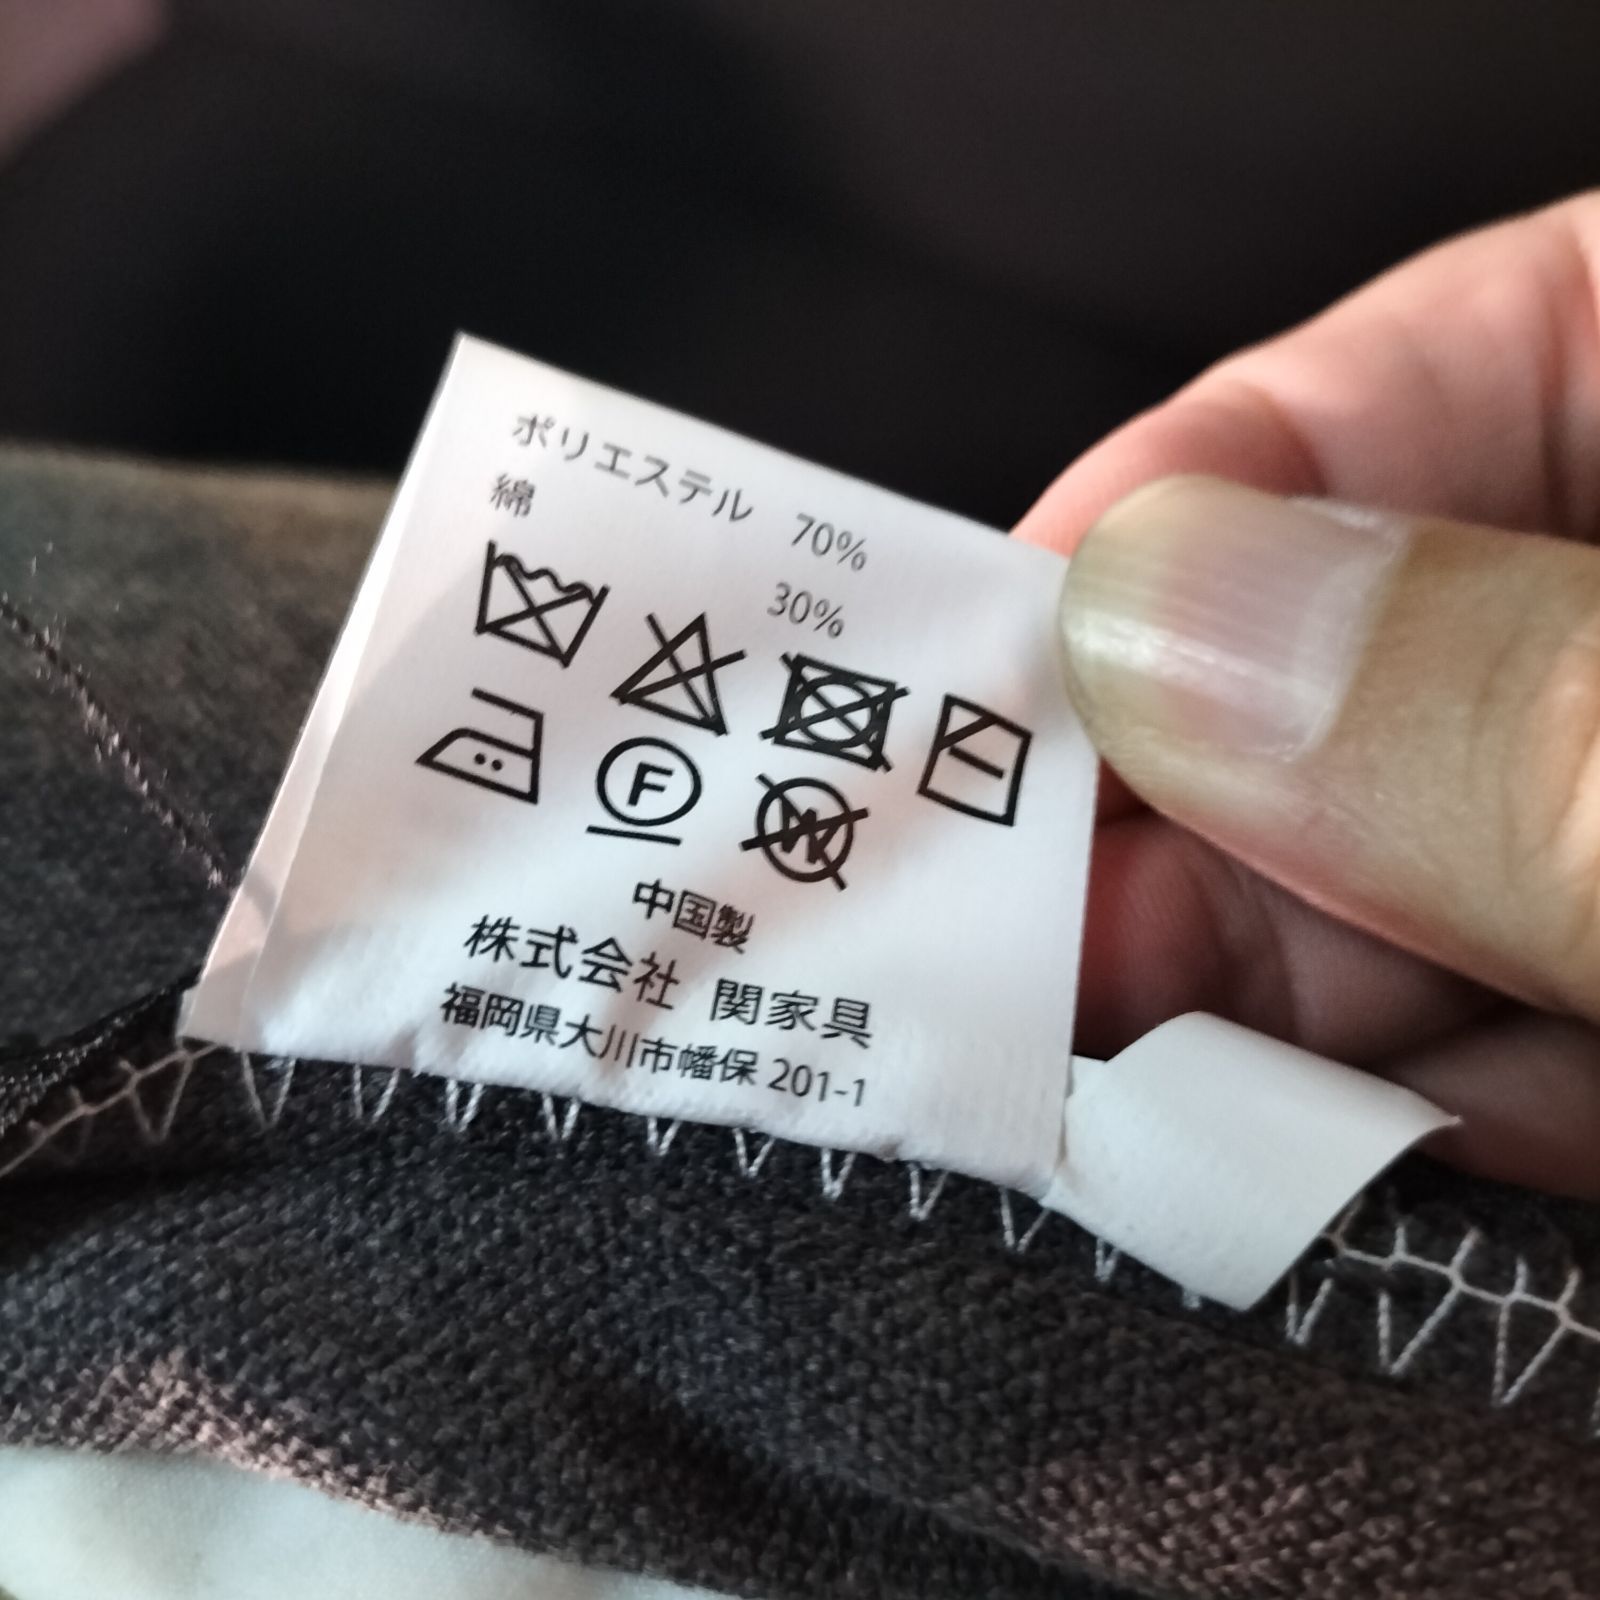 ポリエステル 70%
綿 30%
F
W
中国製
株式会社 関家具
福岡県大川市幡保 201-1